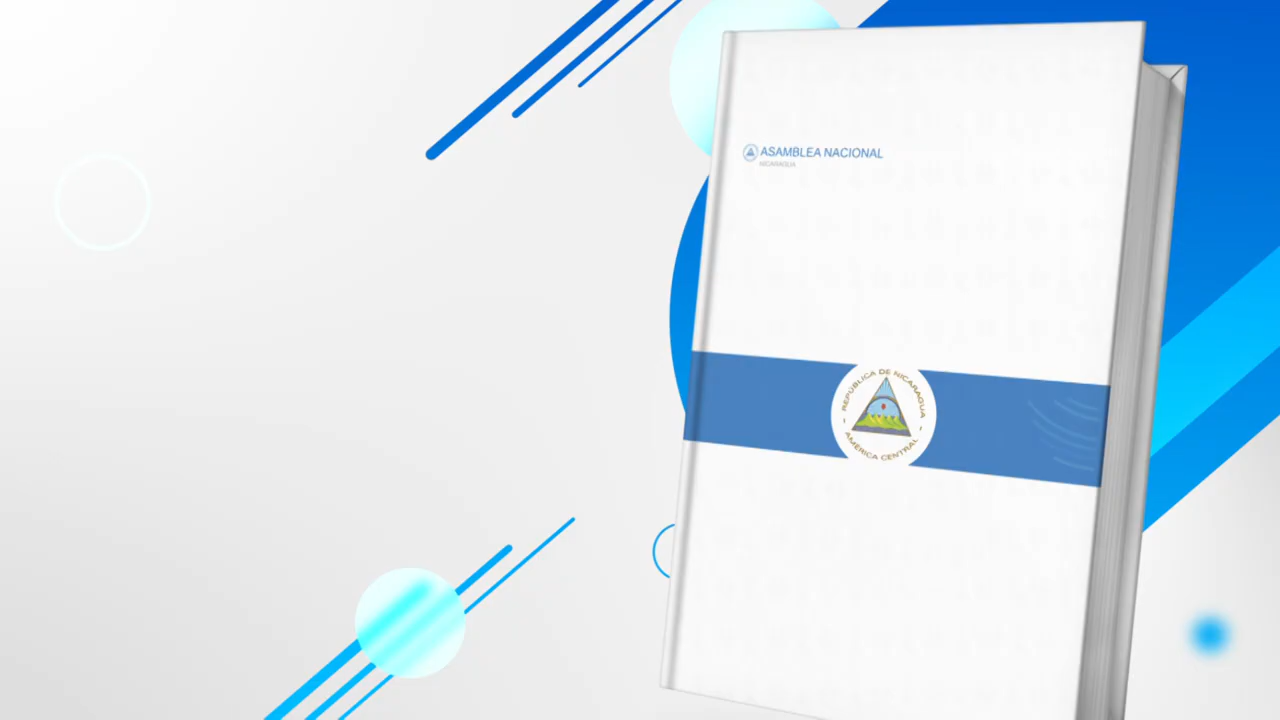 ASAMBLEA NACIONAL
NICARAGUA
REPÚBLICA DE NICARAGUA
- AMÉRICA CENTRAL -